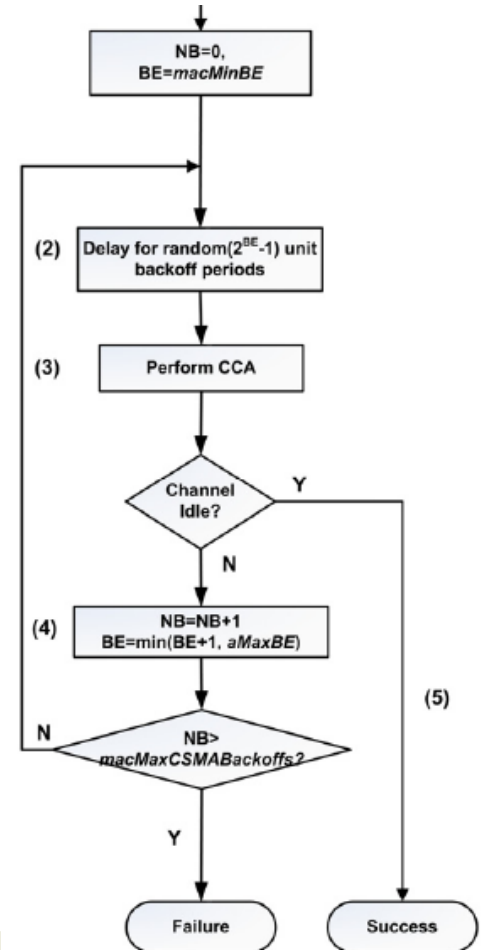 NB=0,
BE=macMinBE
(2)
Delay for random(2^BE-1) unit
backoff periods
(3)
Perform CCA
Channel
Idle?
Y
N
(4)
NB=NB+1
BE=min(BE+1, aMaxBE)
(5)
N
NB>
macMaxCSMABackoffs?
Y
Failure
Success